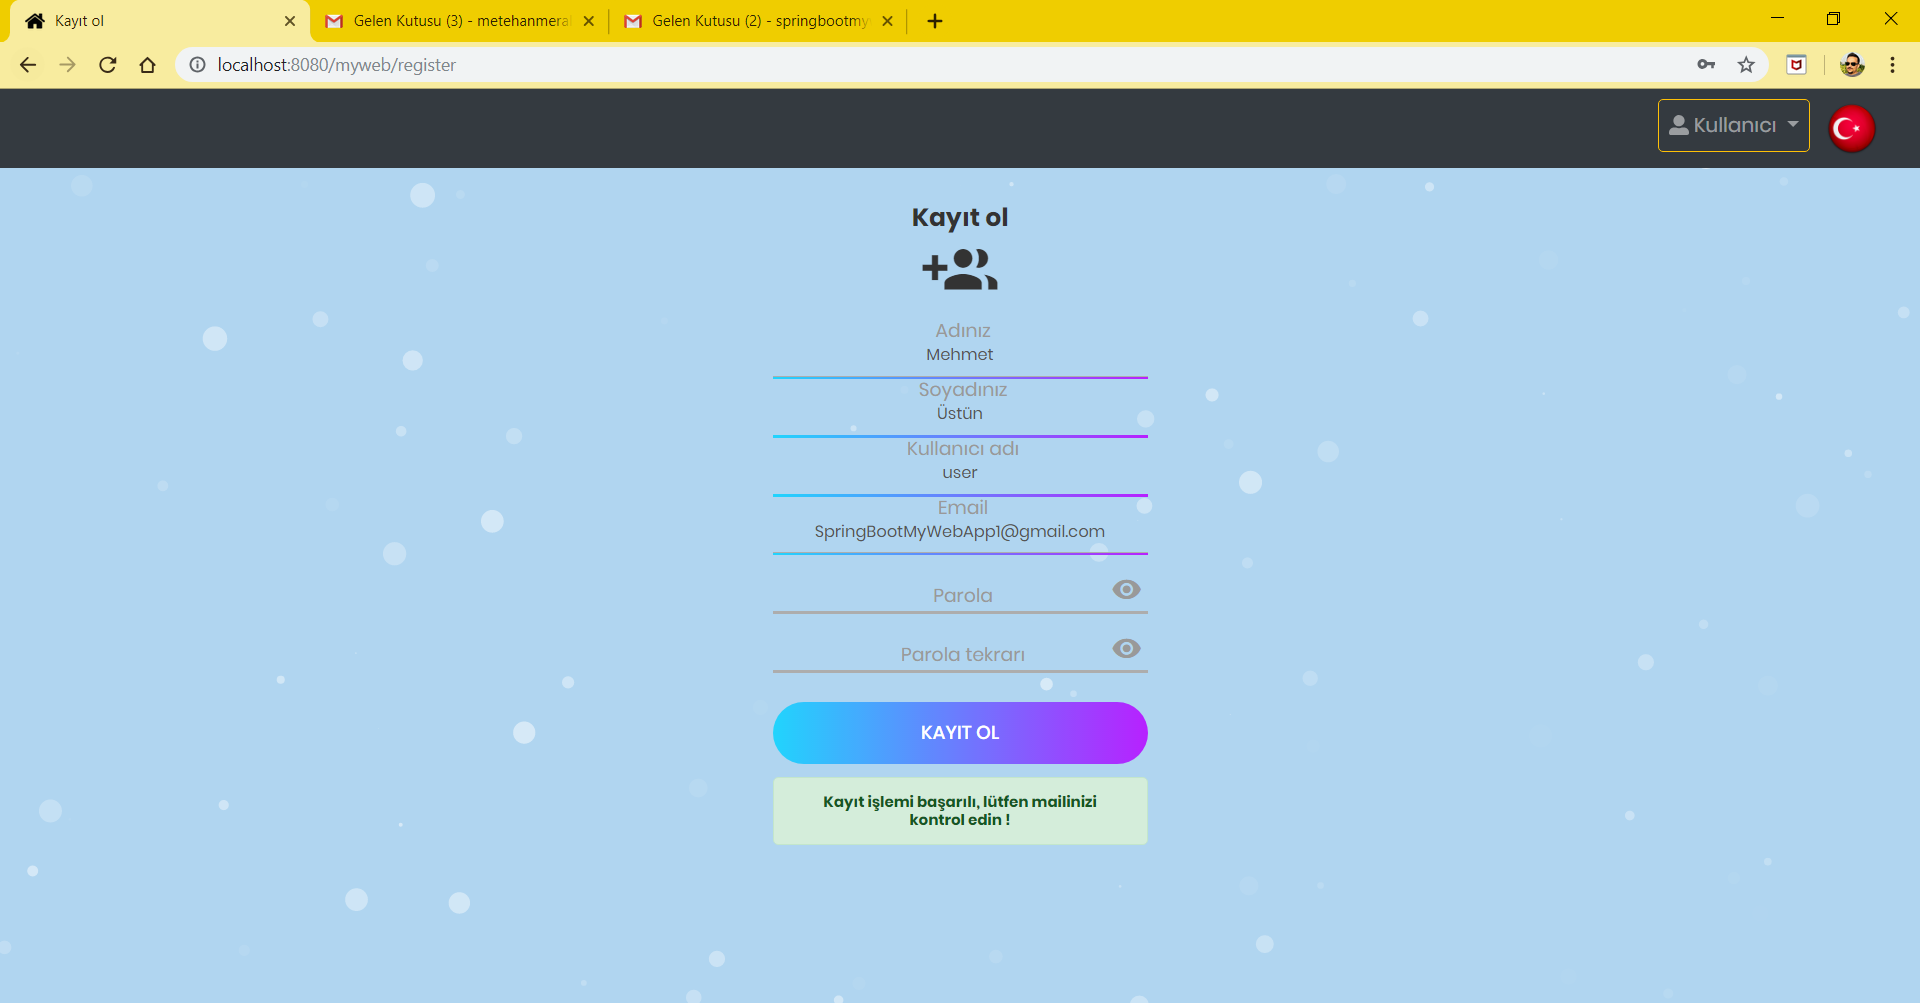 Kayıt ol
Gelen Kutusu (3) - metehanmera
Gelen Kutusu (2) - springbootmy
localhost:8080/myweb/register
Kullanıcı
Kayıt ol
Adınız
Mehmet
Soyadınız
Üstün
Kullanıcı adı
user
Email
SpringBootMyWebApp1@gmail.com
Parola
Parola tekrarı
KAYIT OL
Kayıt işlemi başarılı, lütfen mailinizi
kontrol edin !